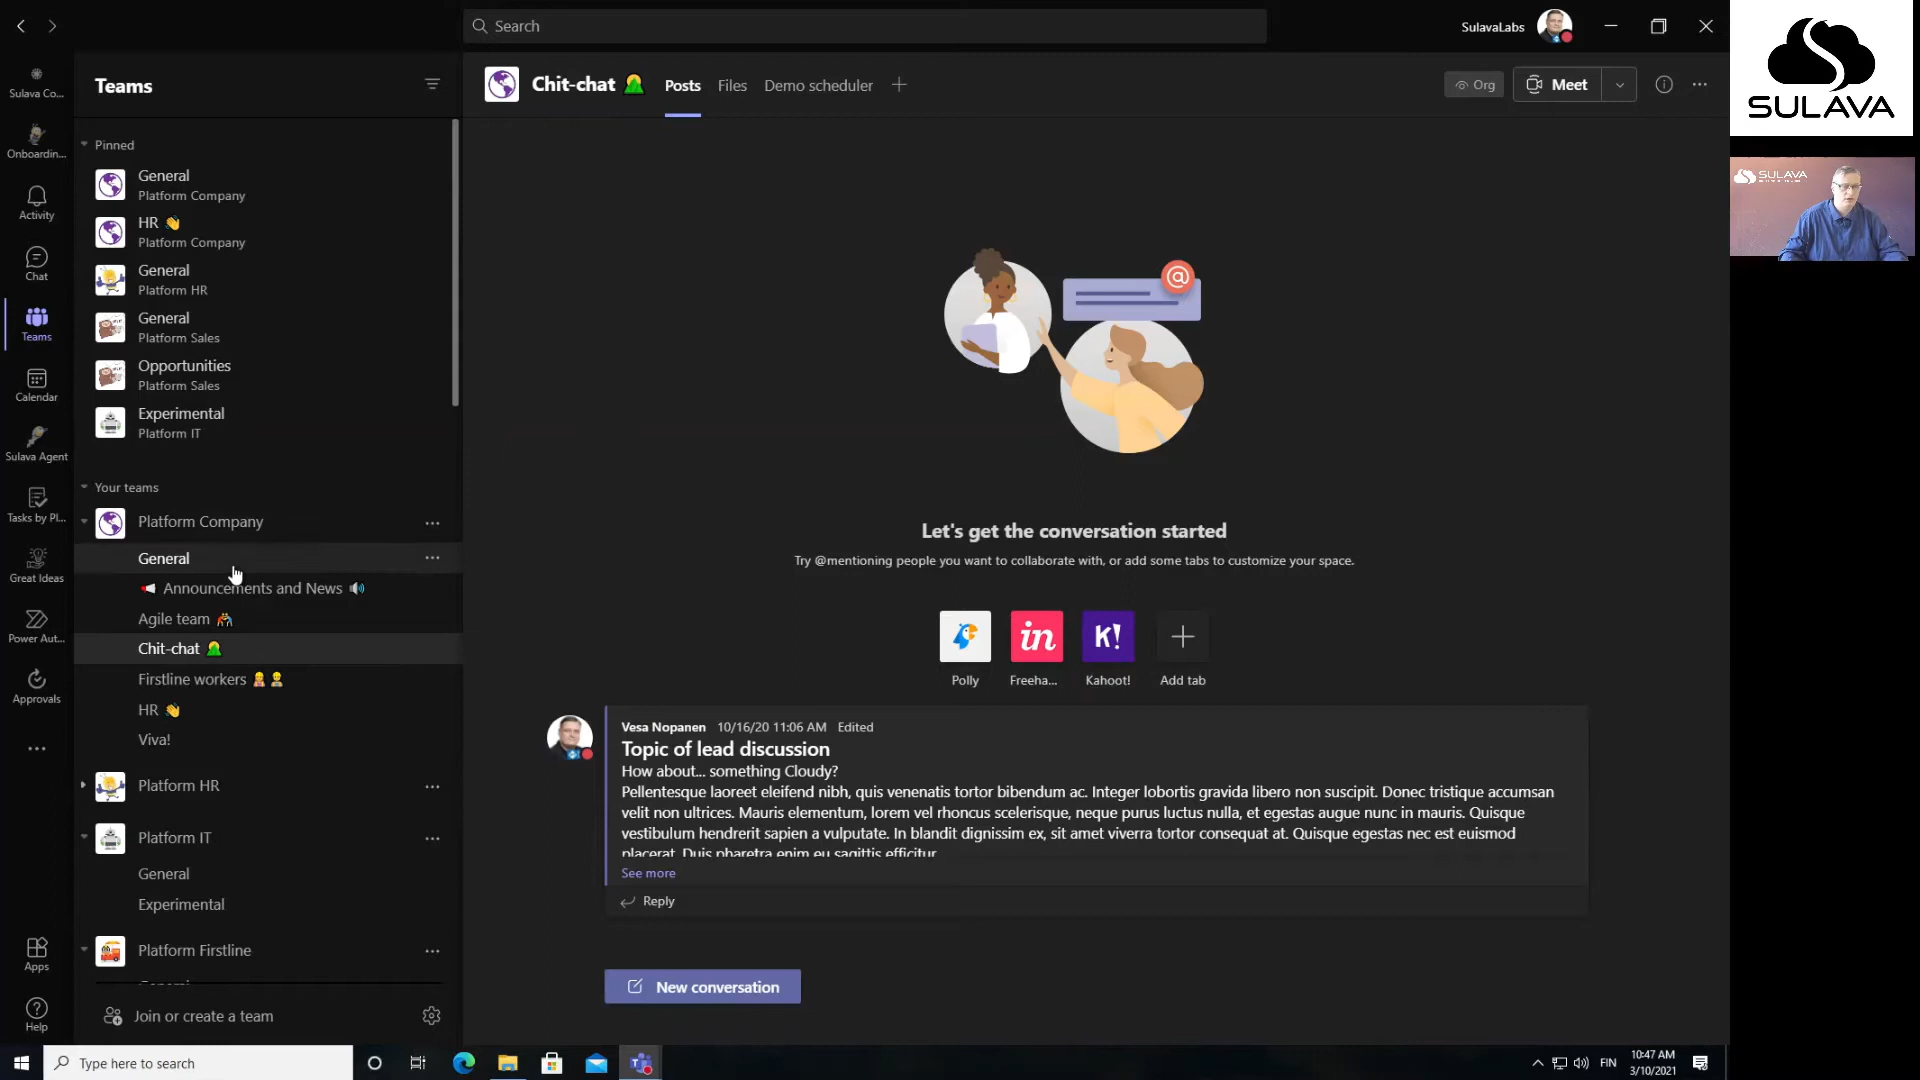 Search
SulavaLabs
SULAVA
SULAVA
Sulava Co...
Onboardin...
Activity
Chat
Teams
Calendar
Sulava Agent
Tasks by Pl...
Great Ideas
Power Aut...
Approvals
Apps
Help
Teams
Pinned
General
Platform Company
HR 👋
Platform Company
General
Platform HR
General
Platform Sales
Opportunities
Platform Sales
Experimental
Platform IT
Your teams
Platform Company
General
📢 Announcements and News 🔊
Agile team
Chit-chat
Firstline workers
HR 👋
Viva!
Platform HR
Platform IT
General
Experimental
Platform Firstline
Join or create a team
Chit-chat Posts Files Demo scheduler
Org
Meet
@
Let's get the conversation started
Try @mentioning people you want to collaborate with, or add some tabs to customize your space.
in K!
Polly Freeha... Kahoot! Add tab
Vesa Nopanen 10/16/20 11:06 AM Edited
Topic of lead discussion
How about... something Cloudy?
Pellentesque laoreet eleifend nibh, quis venenatis tortor bibendum ac. Integer lobortis gravida libero non suscipit. Donec tristique accumsan
velit non ultrices. Mauris elementum, lorem vel rhoncus scelerisque, neque purus luctus nulla, et egestas augue nunc in mauris. Quisque
vestibulum hendrerit sapien a vulputate. In blandit dignissim ex, sit amet viverra tortor consequat at. Quisque egestas nec est euismod
placerat. Duis pharetra enim eu sagittis efficitur.
See more
Reply
New conversation
Type here to search
FIN
10:47 AM
3/10/2021